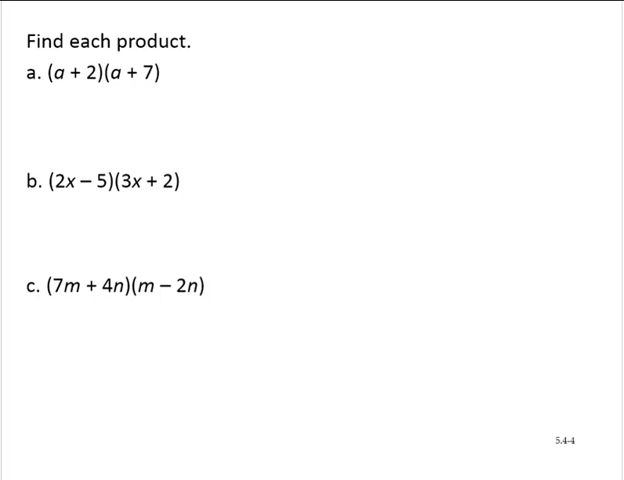 Find each product.
a. (a + 2)(a + 7)
b. (2x – 5)(3x + 2)
c. (7m + 4n)(m – 2n)
5.4-4